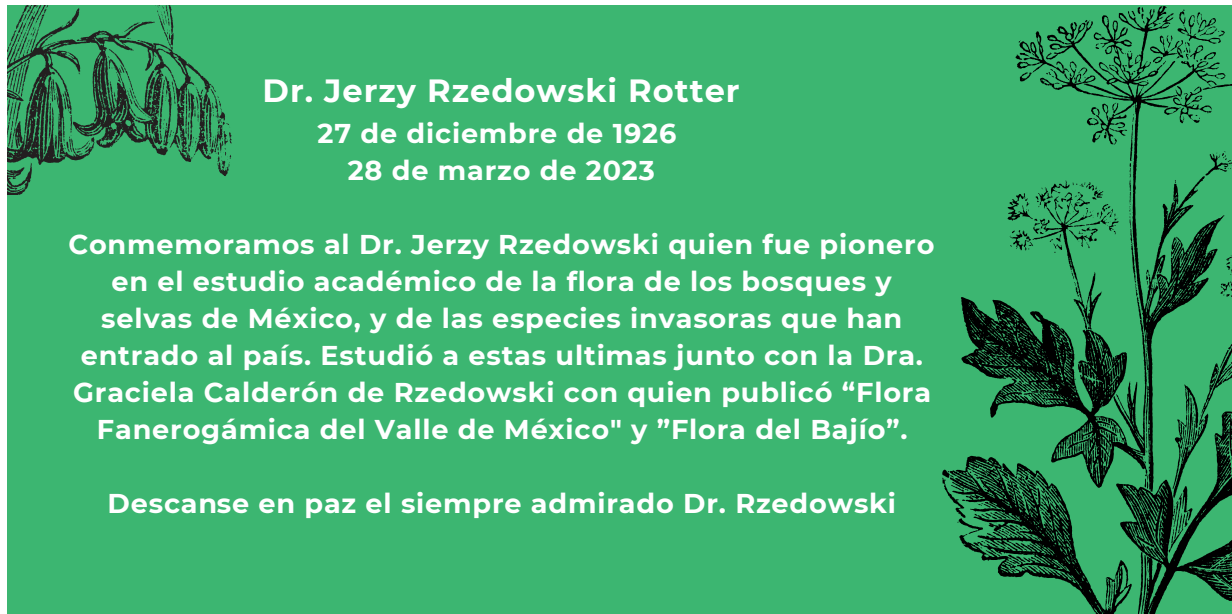 Dr. Jerzy Rzedowski Rotter
27 de diciembre de 1926
28 de marzo de 2023
Conmemoramos al Dr. Jerzy Rzedowski quien fue pionero
en el estudio académico de la flora de los bosques y
selvas de México, y de las especies invasoras que han
entrado al país. Estudió a estas ultimas junto con la Dra.
Graciela Calderón de Rzedowski con quien publicó “Flora
Fanerogámica del Valle de México" y ”Flora del Bajío”.
Descanse en paz el siempre admirado Dr. Rzedowski